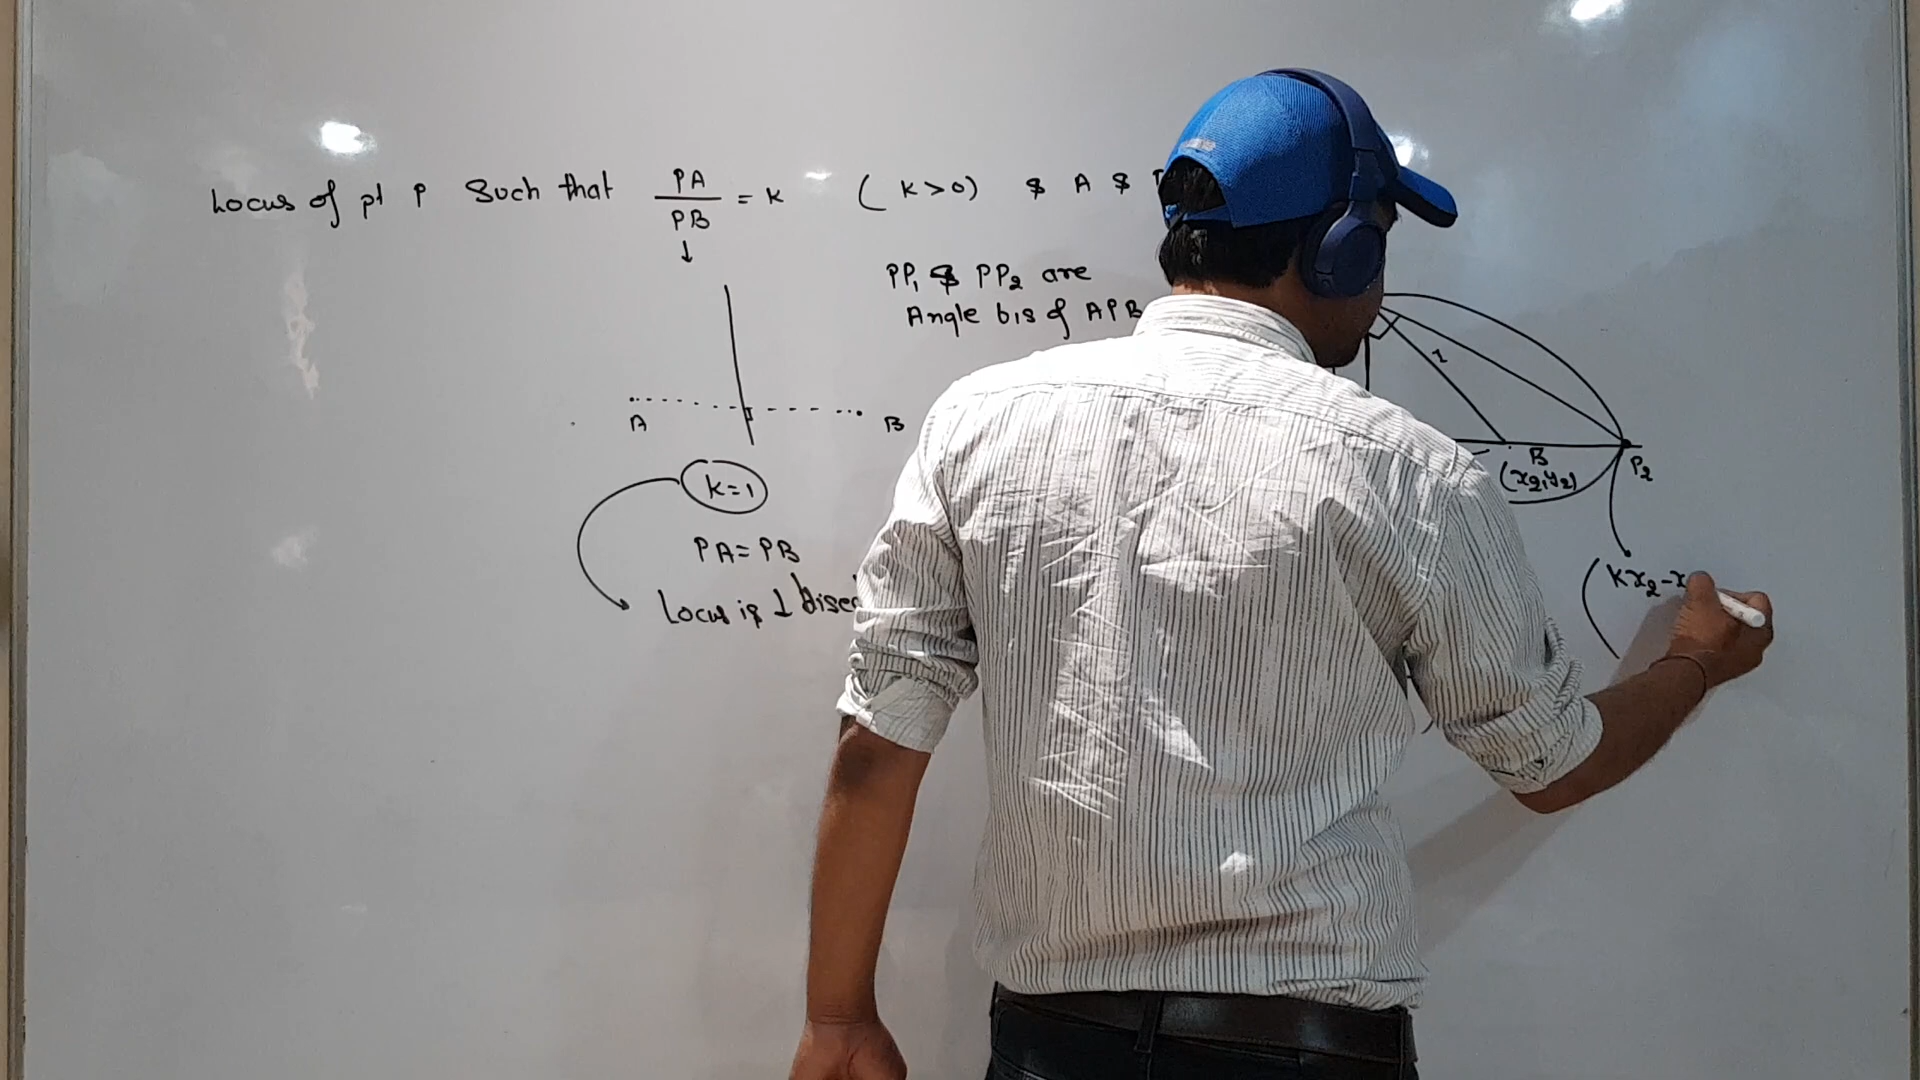 Locus of pt P Such that PA/PB = K (K>0) & A &
PP₁ & PP₂ are
Angle bis of APB
A
B
K=1
PA=PB
Locus is ⊥
1
B
(x₂,y₂)
P₂
(Kx₂-x